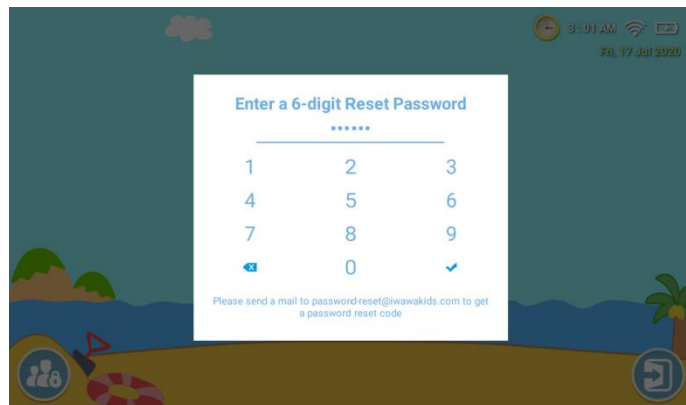 3:01 AM
Fri, 17 Jul 2020
Enter a 6-digit Reset Password
••••••
1 2 3
4 5 6
7 8 9
0
Please send a mail to password-reset@iwawakids.com to get
a password reset code